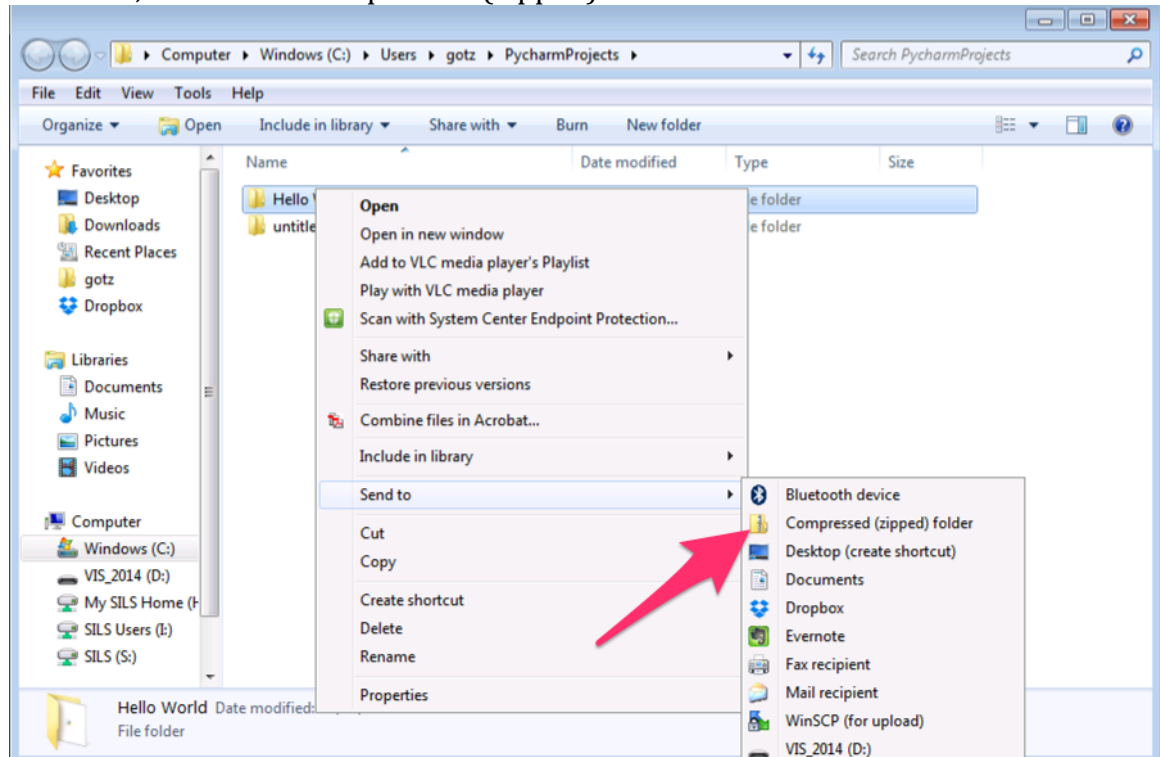 Computer ▸ Windows (C:) ▸ Users ▸ gotz ▸ PycharmProjects ▸
Search PycharmProjects
File Edit View Tools Help
Organize Open Include in library Share with Burn New folder
Name Date modified Type Size
Favorites
Desktop
Downloads
Recent Places
gotz
Dropbox
Libraries
Documents
Music
Pictures
Videos
Computer
Windows (C:)
VIS_2014 (D:)
My SILS Home (H
SILS Users (I:)
SILS (S:)
Hello
untitle
e folder
e folder
Open
Open in new window
Add to VLC media player's Playlist
Play with VLC media player
Scan with System Center Endpoint Protection...
Share with
Restore previous versions
Combine files in Acrobat...
Include in library
Send to
Cut
Copy
Create shortcut
Delete
Rename
Properties
Bluetooth device
Compressed (zipped) folder
Desktop (create shortcut)
Documents
Dropbox
Evernote
Fax recipient
Mail recipient
WinSCP (for upload)
VIS_2014 (D:)
Hello World Date modified:
File folder